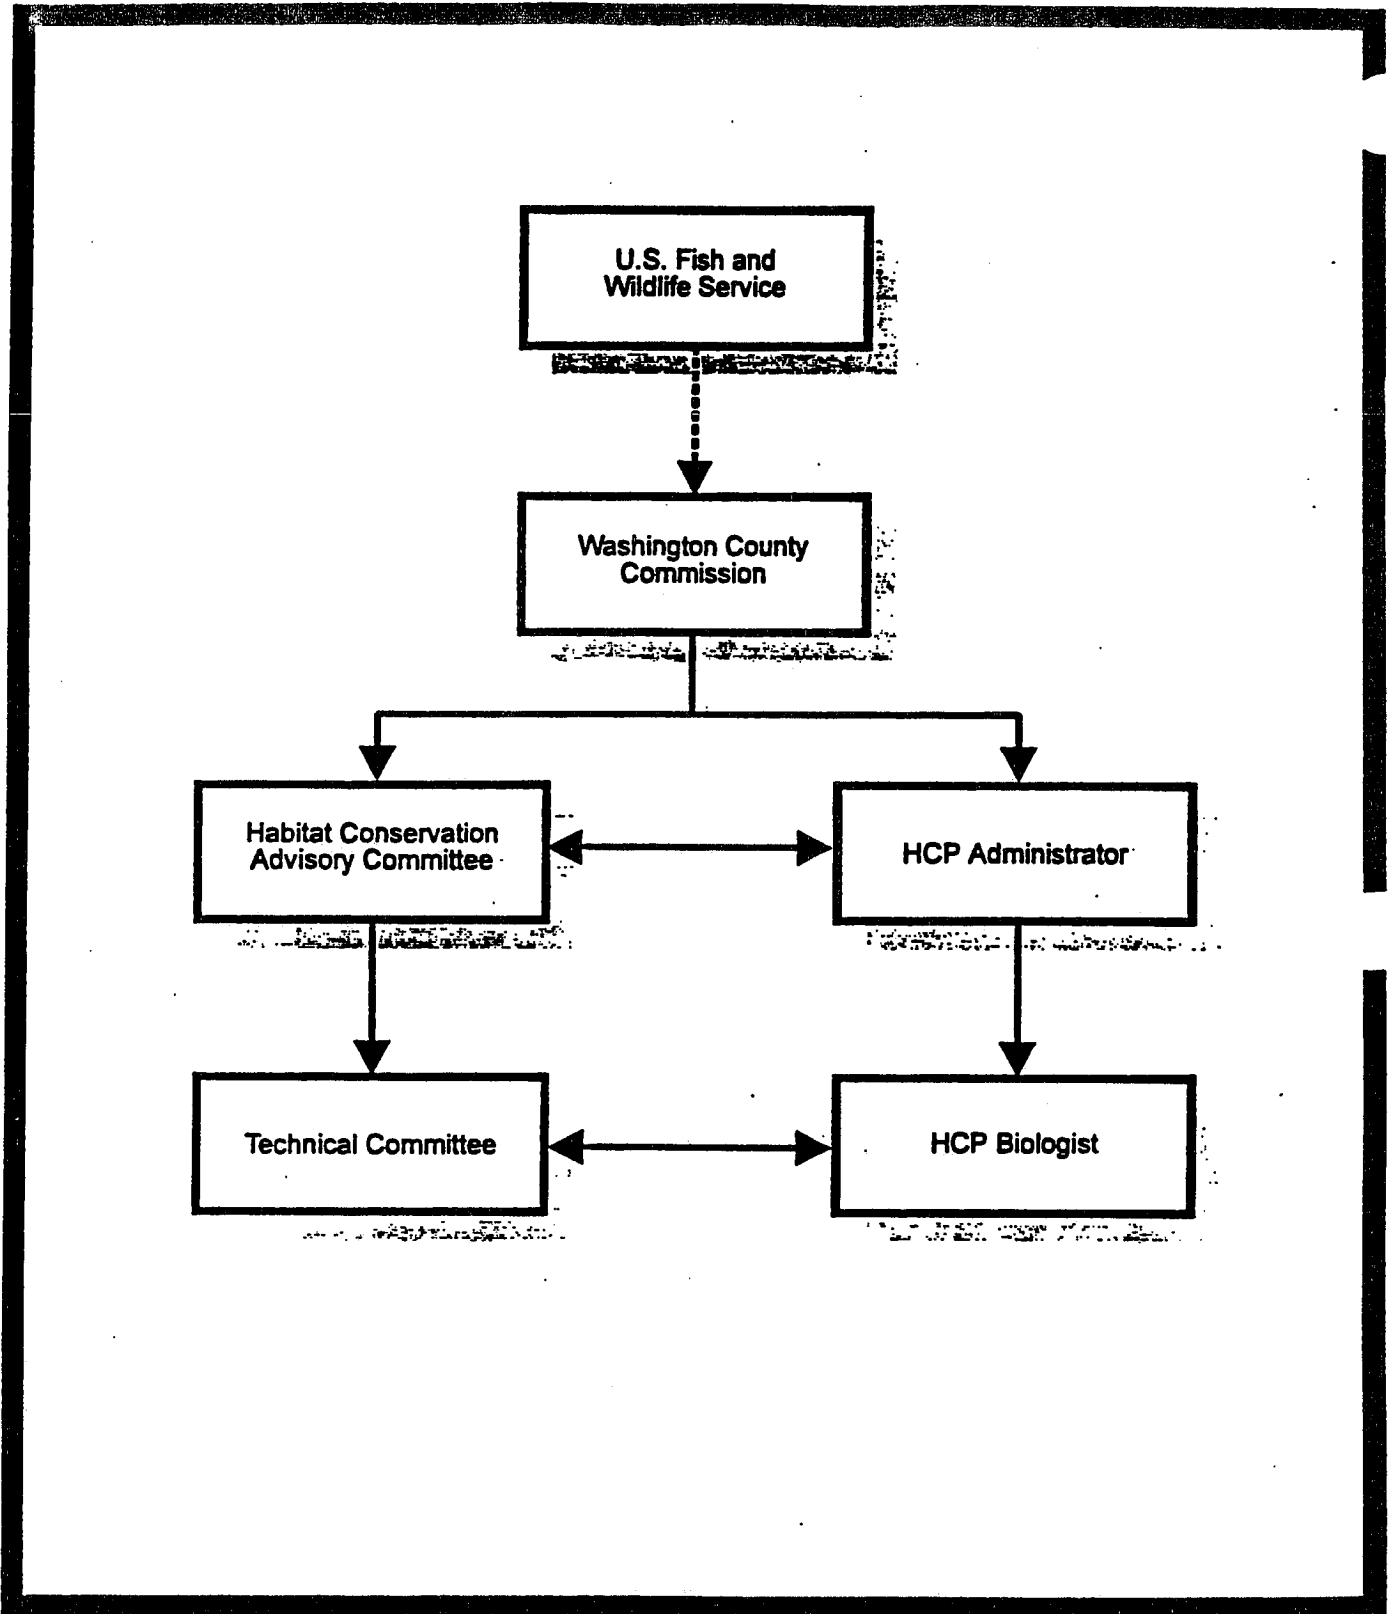 U.S. Fish and
Wildlife Service
Washington County
Commission
Habitat Conservation
Advisory Committee
HCP Administrator
Technical Committee
HCP Biologist